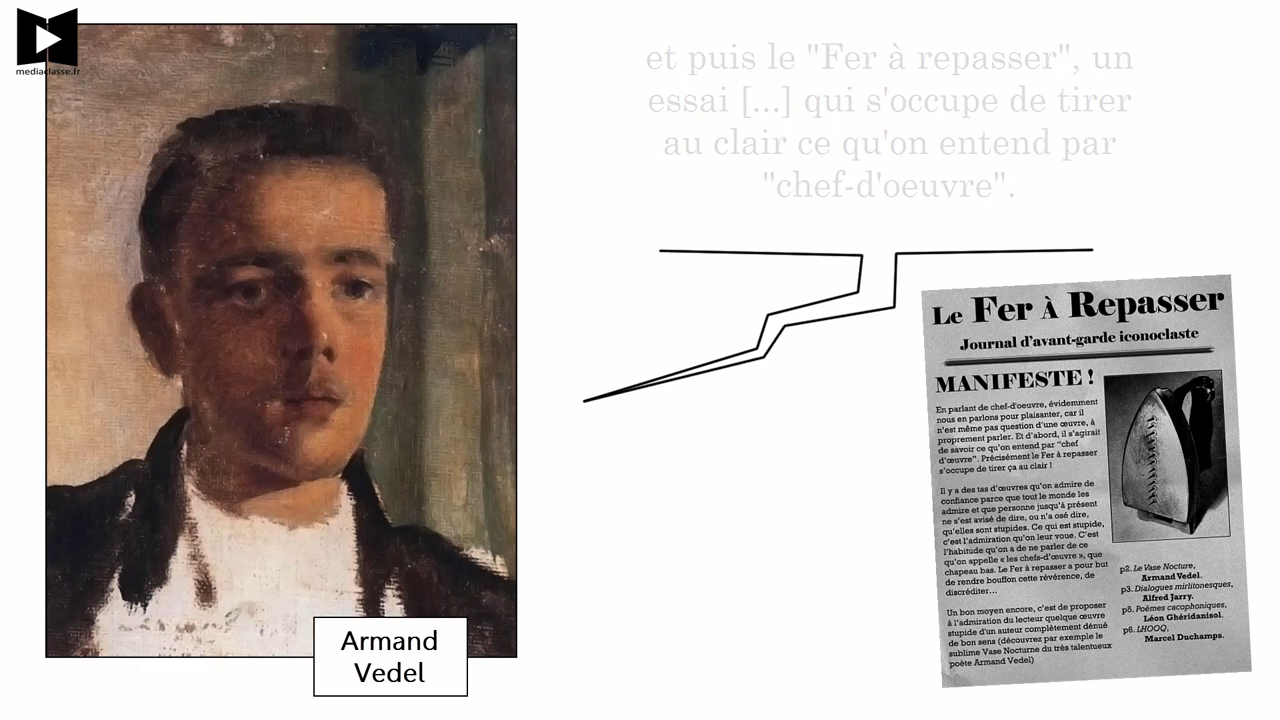 mediaclasse.fr
et puis le "Fer à repasser", un
essai [...] qui s'occupe de tirer
au clair ce qu'on entend par
"chef-d'oeuvre".
Armand
Vedel
Le Fer À Repasser
Journal d'avant-garde iconoclaste
MANIFESTE !
En parlant de chef-d'oeuvre, évidemment
nous en parlons pour plaisanter, car il
n'est même pas question d'une œuvre, à
proprement parler. Et d'abord, il s'agirait
de savoir ce qu'on entend par "chef
d'œuvre". Précisément le Fer à repasser
s'occupe de tirer ça au clair !
Il y a des tas d'œuvres qu'on admire de
confiance parce que tout le monde les
admire et que personne jusqu'à présent
ne s'est avisé de dire, ou n'a osé dire,
qu'elles sont stupides. Ce qui est stupide,
c'est l'admiration qu'on leur voue. C'est
l'habitude qu'on a de ne parler de ce
qu'on appelle « les chefs-d'œuvre », que
chapeau bas. Le Fer à repasser a pour but
de rendre bouffon cette révérence, de
discréditer...
Un bon moyen encore, c'est de proposer
à l'admiration du lecteur quelque œuvre
stupide d'un auteur complètement dénué
de bon sens (découvrez par exemple le
sublime Vase Nocturne du très talentueux
poète Armand Vedel)
p2. Le Vase Nocture,
Armand Vedel.
p3. Dialogues mirlitonesques,
Alfred Jarry.
p5. Poèmes cacophoniques,
Léon Ghéridanisol.
p6. LHOOQ,
Marcel Duchamps.